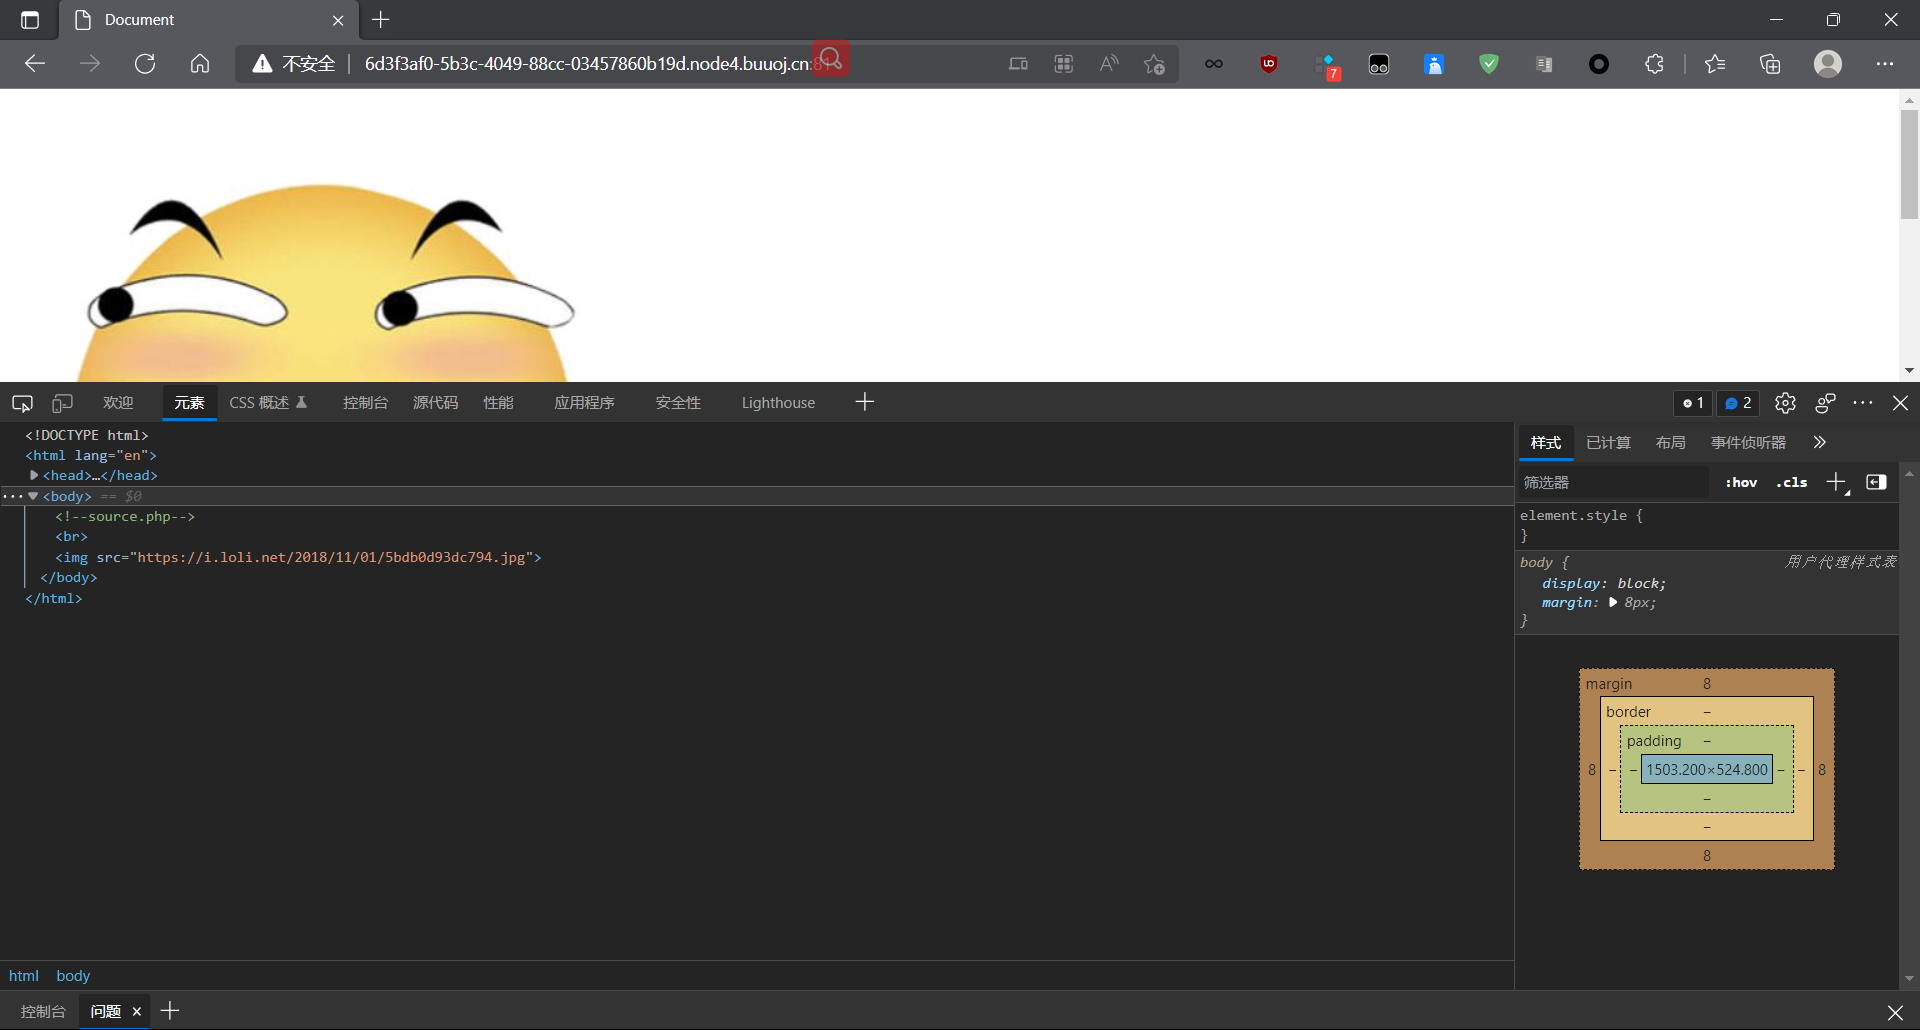 Document
不安全
6d3f3af0-5b3c-4049-88cc-03457860b19d.node4.buuoj.cn
7
欢迎
元素
CSS 概述
控制台
源代码
性能
应用程序
安全性
Lighthouse
1
2
<!DOCTYPE html>
<html lang="en">
<head>…</head>
<body> == $0
<!--source.php-->
<br>
<img src="https://i.loli.net/2018/11/01/5bdb0d93dc794.jpg">
</body>
</html>
样式
已计算
布局
事件侦听器
筛选器
:hov
.cls
element.style {
}
body {
用户代理样式表
display: block;
margin: 8px;
}
margin
8
border
–
padding
–
8
–
–
1503.200×524.800
–
–
8
–
–
8
html
body
控制台
问题